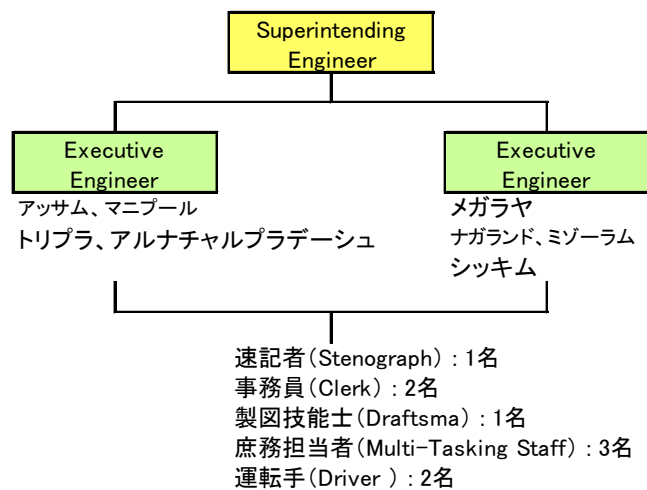 Superintending
Engineer
Executive
Engineer
アッサム、マニプール
トリプラ、アルナチャルプラデーシュ
Executive
Engineer
メガラヤ
ナガランド、ミゾーラム
シッキム
速記者(Stenograph) : 1名
事務員(Clerk) : 2名
製図技能士(Draftsma) : 1名
庶務担当者(Multi-Tasking Staff) : 3名
運転手(Driver ) : 2名